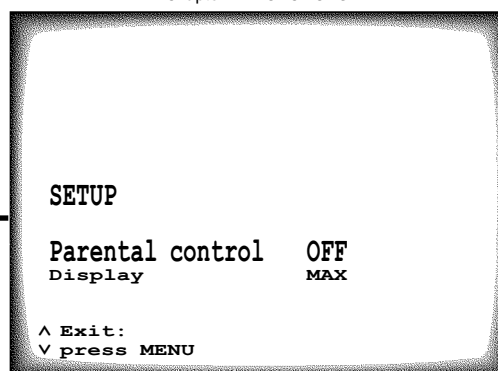 SETUP
Parental control OFF
Display MAX
∧ Exit:
∨ press MENU